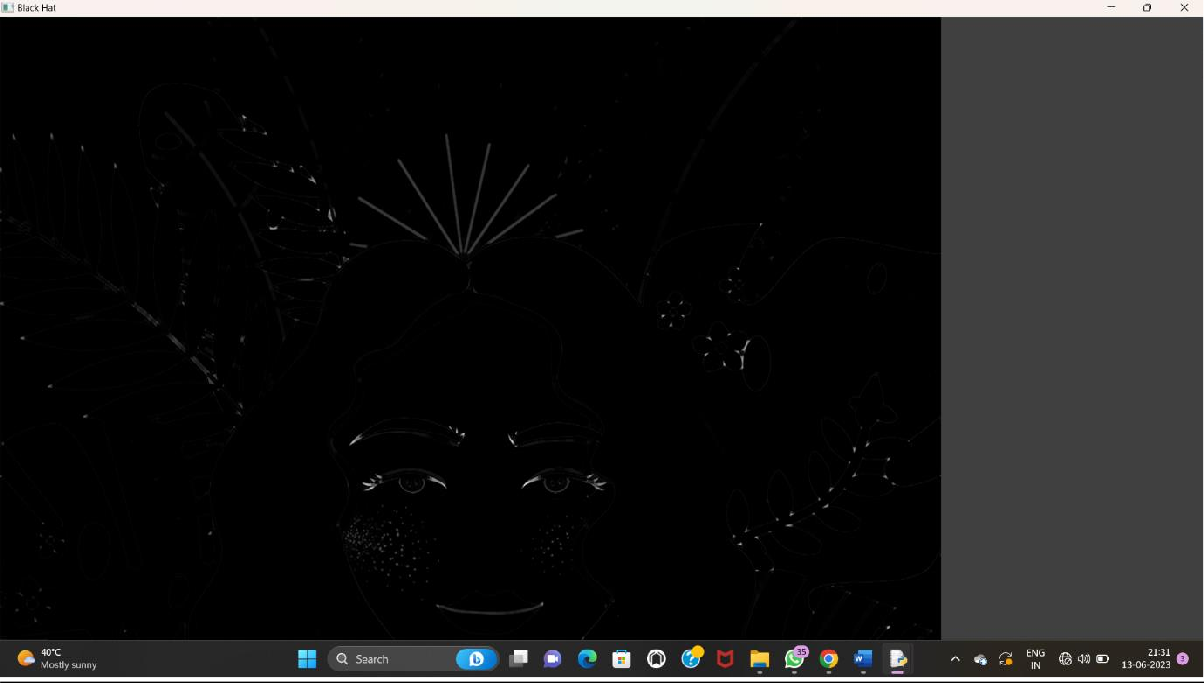 Black Hat
40°C
Mostly sunny
Search
35
ENG
IN
21:31
13-06-2023
3